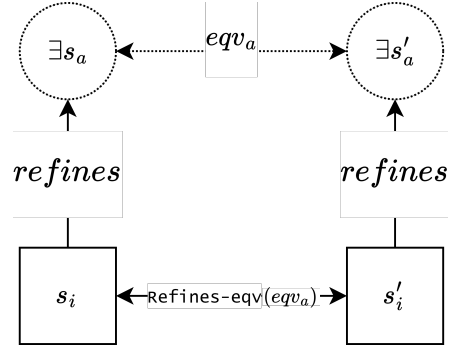 ∃s_a
eqv_a
∃s'_a
refines
refines
s_i
Refines-eqv(eqv_a)
s'_i